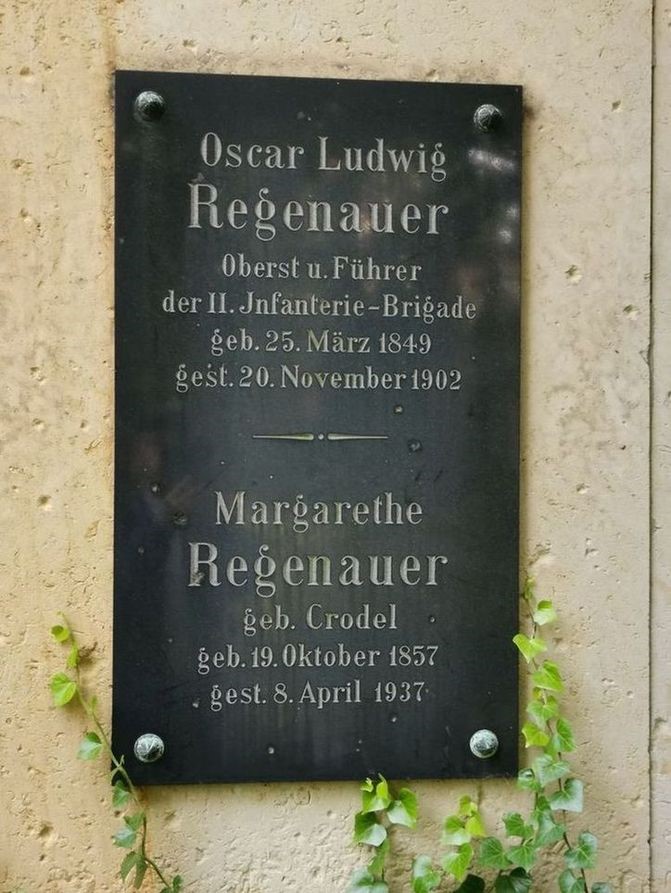 Oscar Ludwig
Regenauer
Oberst u. Führer
der II. Jnfanterie-Brigade
geb. 25. März 1849
gest. 20. November 1902
Margarethe
Regenauer
geb. Crodel
geb. 19. Oktober 1857
gest. 8. April 1937